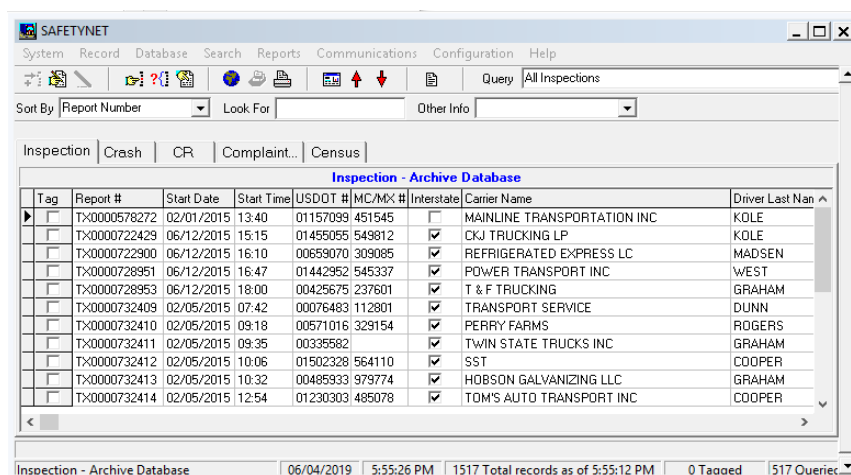 SAFETYNET
System Record Database Search Reports Communications Configuration Help
Query All Inspections
Sort By Report Number Look For Other Info
Inspection Crash CR Complaint... Census
Inspection - Archive Database
Tag Report # Start Date Start Time USDOT # MC/MX # Interstate Carrier Name Driver Last Nan
TX0000578272 02/01/2015 13:40 01157099 451545 MAINLINE TRANSPORTATION INC KOLE
TX0000722429 06/12/2015 15:15 01455055 549812 CKJ TRUCKING LP KOLE
TX0000722900 06/12/2015 16:10 00659070 309085 REFRIGERATED EXPRESS LC MADSEN
TX0000728951 06/12/2015 16:47 01442952 545337 POWER TRANSPORT INC WEST
TX0000728953 06/12/2015 18:00 00425675 237601 T & F TRUCKING GRAHAM
TX0000732409 02/05/2015 07:42 00076483 112801 TRANSPORT SERVICE DUNN
TX0000732410 02/05/2015 09:18 00571016 329154 PERRY FARMS ROGERS
TX0000732411 02/05/2015 09:35 00335582 TWIN STATE TRUCKS INC GRAHAM
TX0000732412 02/05/2015 10:06 01502328 564110 SST COOPER
TX0000732413 02/05/2015 10:32 00485933 979774 HOBSON GALVANIZING LLC GRAHAM
TX0000732414 02/05/2015 12:54 01230303 485078 TOM'S AUTO TRANSPORT INC COOPER
Inspection - Archive Database 06/04/2019 5:55:26 PM 1517 Total records as of 5:55:12 PM 0 Tagged 517 Queried